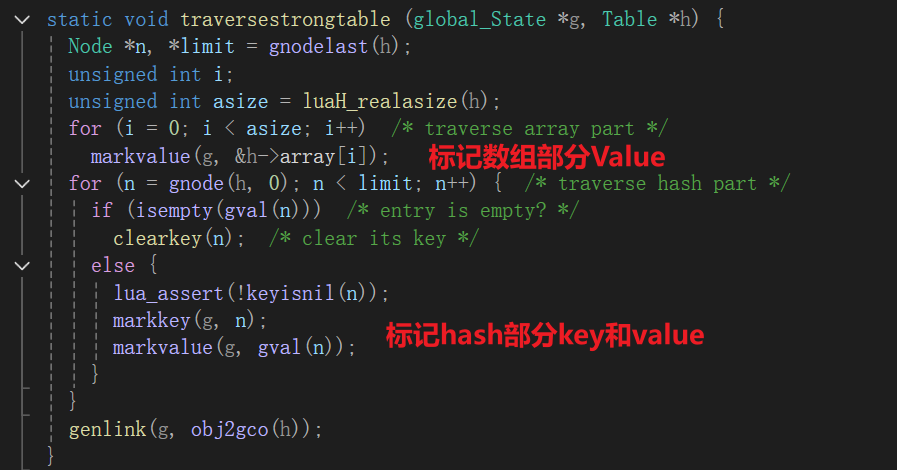 static void traversestrongtable (global_State *g, Table *h) {
Node *n, *limit = gnodelast(h);
unsigned int i;
unsigned int asize = luaH_realasize(h);
for (i = 0; i < asize; i++)  /* traverse array part */
markvalue(g, &h->array[i]); 标记数组部分Value
for (n = gnode(h, 0); n < limit; n++) {  /* traverse hash part */
if (isempty(gval(n)))  /* entry is empty? */
clearkey(n);  /* clear its key */
else {
lua_assert(!keyisnil(n));
markkey(g, n);
markvalue(g, gval(n)); 标记hash部分key和value
}
}
genlink(g, obj2gco(h));
}